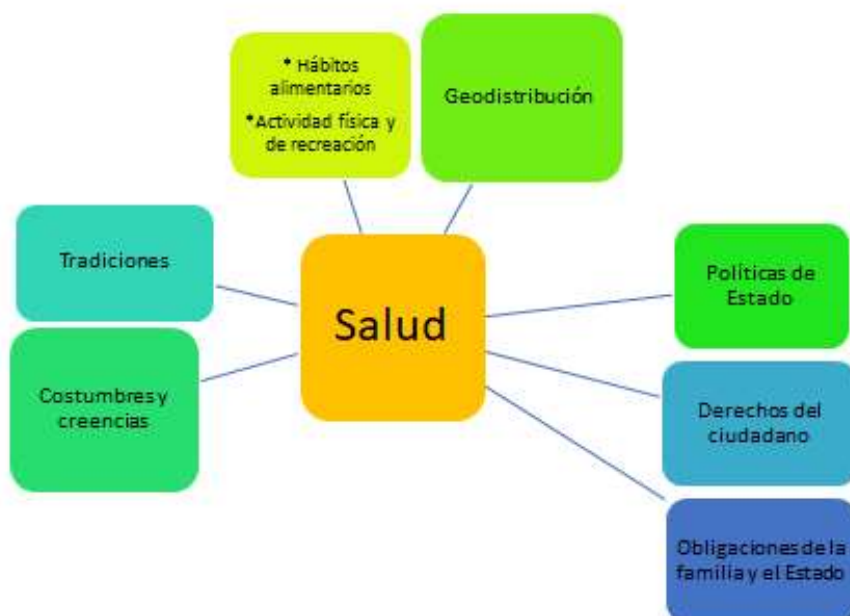 * Hábitos
alimentarios
*Actividad física y
de recreación
Geodistribución
Tradiciones
Salud
Políticas de
Estado
Costumbres y
creencias
Derechos del
ciudadano
Obligaciones de la
familia y el Estado